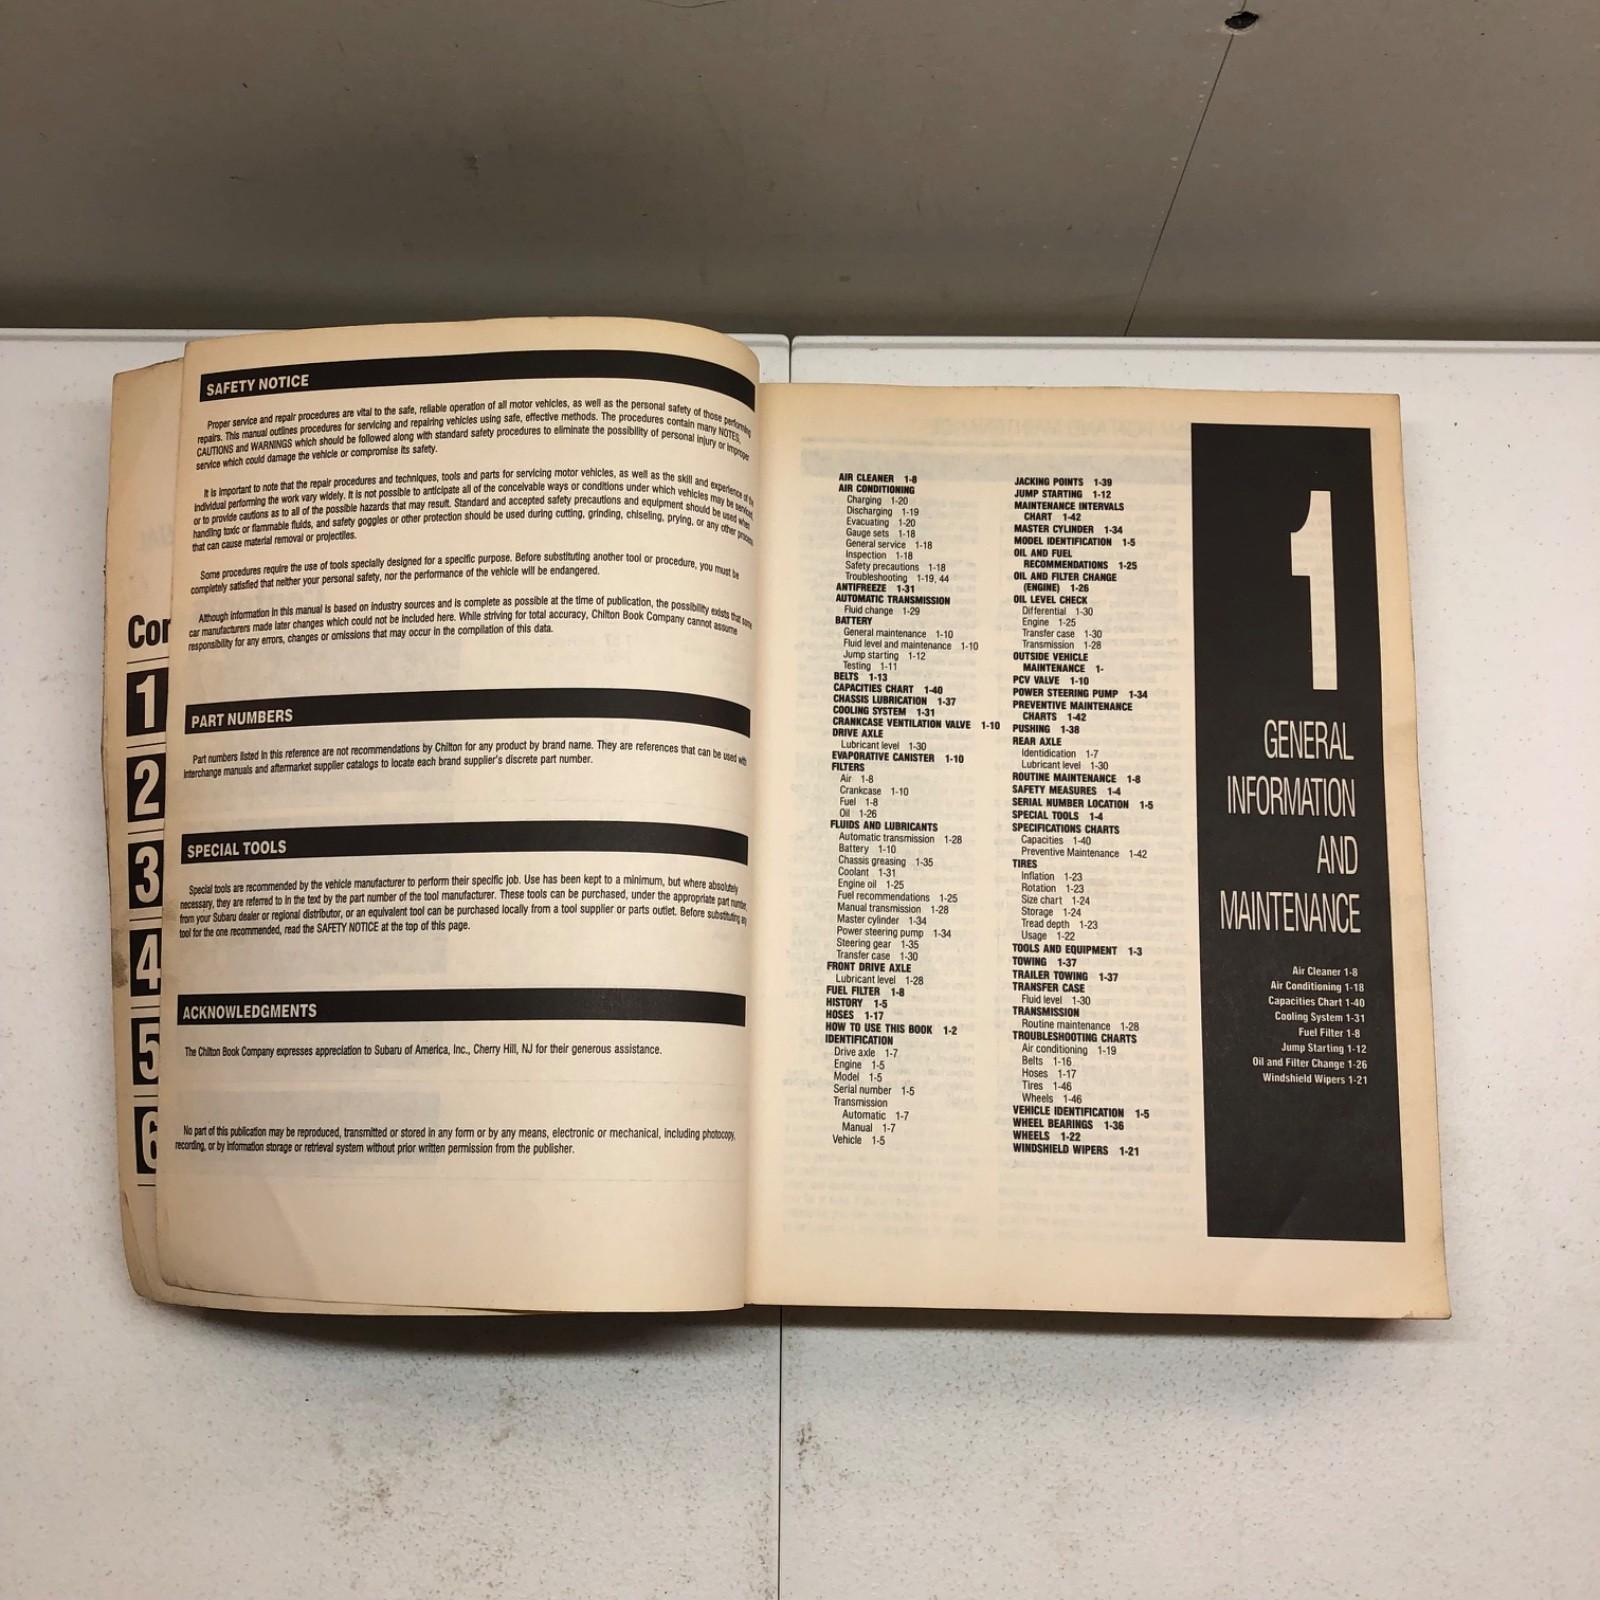 Cor
1
2
3
4
5
6
SAFETY NOTICE
Proper service and repair procedures are vital to the safe, reliable operation of all motor vehicles, as well as the personal safety of those performing
repairs. This manual outlines procedures for servicing and repairing vehicles using safe, effective methods. The procedures contain many NOTES,
CAUTIONS and WARNINGS which should be followed along with standard safety procedures to eliminate the possibility of personal injury or improper
service which could damage the vehicle or compromise its safety.
It is important to note that the repair procedures and techniques, tools and parts for servicing motor vehicles, as well as the skill and experience of the
individual performing the work vary widely. It is not possible to anticipate all of the conceivable ways or conditions under which vehicles may be serviced,
or to provide cautions as to all of the possible hazards that may result. Standard and accepted safety precautions and equipment should be used when
handling toxic or flammable fluids, and safety goggles or other protection should be used during cutting, grinding, chiseling, prying, or any other process
that can cause material removal or projectiles.
Some procedures require the use of tools specially designed for a specific purpose. Before substituting another tool or procedure, you must be
completely satisfied that neither your personal safety, nor the performance of the vehicle will be endangered.
Although information in this manual is based on industry sources and is complete as possible at the time of publication, the possibility exists that some
car manufacturers made later changes which could not be included here. While striving for total accuracy, Chilton Book Company cannot assume
responsibility for any errors, changes or omissions that may occur in the compilation of this data.
PART NUMBERS
Part numbers listed in this reference are not recommendations by Chilton for any product by brand name. They are references that can be used with
interchange manuals and aftermarket supplier catalogs to locate each brand supplier's discrete part number.
SPECIAL TOOLS
Special tools are recommended by the vehicle manufacturer to perform their specific job. Use has been kept to a minimum, but where absolutely
necessary, they are referred to in the text by the part number of the tool manufacturer. These tools can be purchased, under the appropriate part number,
from your Subaru dealer or regional distributor, or an equivalent tool can be purchased locally from a tool supplier or parts outlet. Before substituting any
tool for the one recommended, read the SAFETY NOTICE at the top of this page.
ACKNOWLEDGMENTS
The Chilton Book Company expresses appreciation to Subaru of America, Inc., Cherry Hill, NJ for their generous assistance.
No part of this publication may be reproduced, transmitted or stored in any form or by any means, electronic or mechanical, including photocopy,
recording, or by information storage or retrieval system without prior written permission from the publisher.
AIR CLEANER 1-8
AIR CONDITIONING
Charging 1-20
Discharging 1-19
Evacuating 1-20
Gauge sets 1-18
General service 1-18
Inspection 1-18
Safety precautions 1-18
Troubleshooting 1-19, 44
ANTIFREEZE 1-31
AUTOMATIC TRANSMISSION
Fluid change 1-29
BATTERY
General maintenance 1-10
Fluid level and maintenance 1-10
Jump starting 1-12
Testing 1-11
BELTS 1-13
CAPACITIES CHART 1-40
CHASSIS LUBRICATION 1-37
COOLING SYSTEM 1-31
CRANKCASE VENTILATION VALVE 1-10
DRIVE AXLE
Lubricant level 1-30
EVAPORATIVE CANISTER 1-10
FILTERS
Air 1-8
Crankcase 1-10
Fuel 1-8
Oil 1-26
FLUIDS AND LUBRICANTS
Automatic transmission 1-28
Battery 1-10
Chassis greasing 1-35
Coolant 1-31
Engine oil 1-25
Fuel recommendations 1-25
Manual transmission 1-28
Master cylinder 1-34
Power steering pump 1-34
Steering gear 1-35
Transfer case 1-30
FRONT DRIVE AXLE
Lubricant level 1-28
FUEL FILTER 1-8
HISTORY 1-5
HOSES 1-17
HOW TO USE THIS BOOK 1-2
IDENTIFICATION
Drive axle 1-7
Engine 1-5
Model 1-5
Serial number 1-5
Transmission
Automatic 1-7
Manual 1-7
Vehicle 1-5
JACKING POINTS 1-39
JUMP STARTING 1-12
MAINTENANCE INTERVALS
CHART 1-42
MASTER CYLINDER 1-34
MODEL IDENTIFICATION 1-5
OIL AND FUEL
RECOMMENDATIONS 1-25
OIL AND FILTER CHANGE
(ENGINE) 1-26
OIL LEVEL CHECK
Differential 1-30
Engine 1-25
Transfer case 1-30
Transmission 1-28
OUTSIDE VEHICLE
MAINTENANCE 1-
PCV VALVE 1-10
POWER STEERING PUMP 1-34
PREVENTIVE MAINTENANCE
CHARTS 1-42
PUSHING 1-38
REAR AXLE
Identidication 1-7
Lubricant level 1-30
ROUTINE MAINTENANCE 1-8
SAFETY MEASURES 1-4
SERIAL NUMBER LOCATION 1-5
SPECIAL TOOLS 1-4
SPECIFICATIONS CHARTS
Capacities 1-40
Preventive Maintenance 1-42
TIRES
Inflation 1-23
Rotation 1-23
Size chart 1-24
Storage 1-24
Tread depth 1-23
Usage 1-22
TOOLS AND EQUIPMENT 1-3
TOWING 1-37
TRAILER TOWING 1-37
TRANSFER CASE
Fluid level 1-30
TRANSMISSION
Routine maintenance 1-28
TROUBLESHOOTING CHARTS
Air conditioning 1-19
Belts 1-16
Hoses 1-17
Tires 1-46
Wheels 1-46
VEHICLE IDENTIFICATION 1-5
WHEEL BEARINGS 1-36
WHEELS 1-22
WINDSHIELD WIPERS 1-21
1
GENERAL
INFORMATION
AND
MAINTENANCE
Air Cleaner 1-8
Air Conditioning 1-18
Capacities Chart 1-40
Cooling System 1-31
Fuel Filter 1-8
Jump Starting 1-12
Oil and Filter Change 1-26
Windshield Wipers 1-21